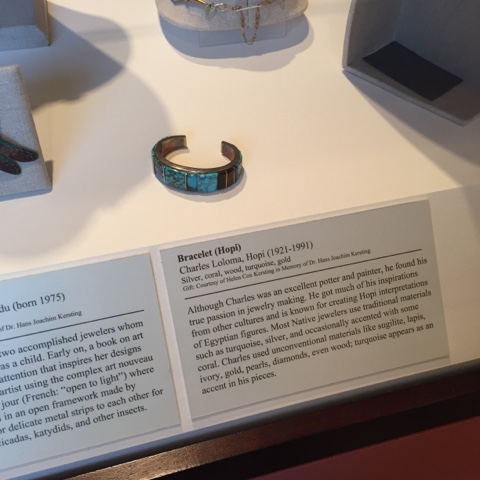 du (born 1975)
of Dr. Hans Joachim Kersting
two accomplished jewelers whom
as a child. Early on, a book on art
attention that inspires her designs
artist using the complex art nouveau
jour (French: “open to light”) where
in an open framework made by
or delicate metal strips to each other for
cicadas, katydids, and other insects.
Bracelet (Hopi)
Charles Loloma, Hopi (1921-1991)
Silver, coral, wood, turquoise, gold
Gift: Courtesy of Helen Cox Kersting in Memory of Dr. Hans Joachim Kersting
Although Charles was an excellent potter and painter, he found his
true passion in jewelry making. He got much of his inspirations
from other cultures and is known for creating Hopi interpretations
of Egyptian figures. Most Native jewelers use traditional materials
such as turquoise, silver, and occasionally accented with some
coral. Charles used unconventional materials like sugilite, lapis,
ivory, gold, pearls, diamonds, even wood; turquoise appears as an
accent in his pieces.